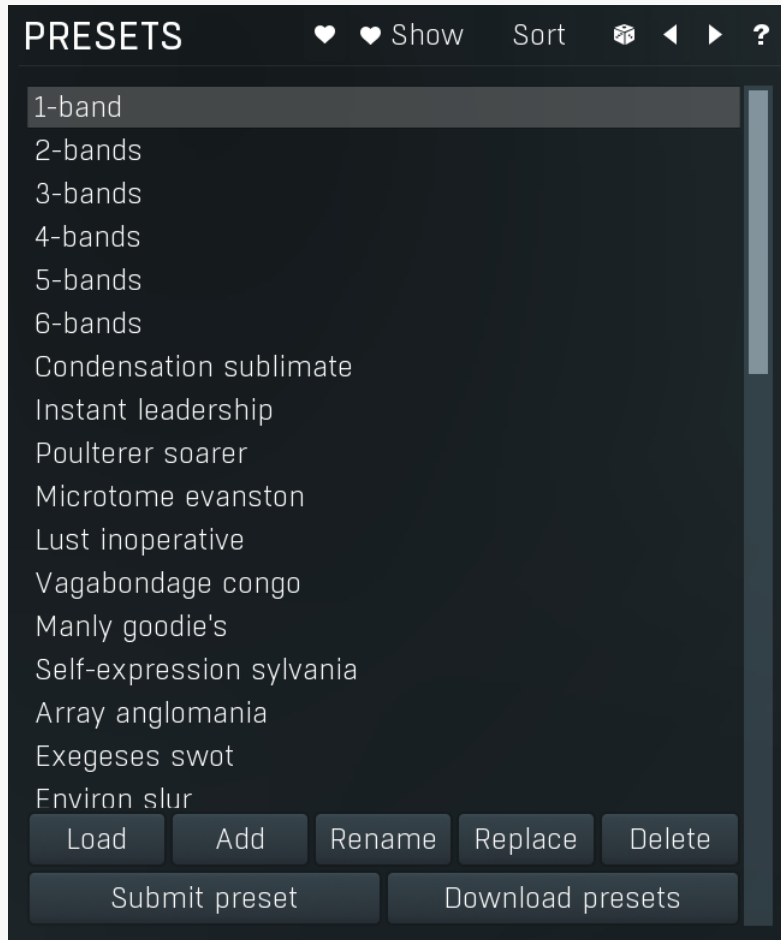 PRESETS Show Sort ?
1-band
2-bands
3-bands
4-bands
5-bands
6-bands
Condensation sublimate
Instant leadership
Poulterer soarer
Microtome evanston
Lust inoperative
Vagabondage congo
Manly goodie's
Self-expression sylvania
Array anglomania
Exegeses swot
Environ slur
Load Add Rename Replace Delete
Submit preset Download presets